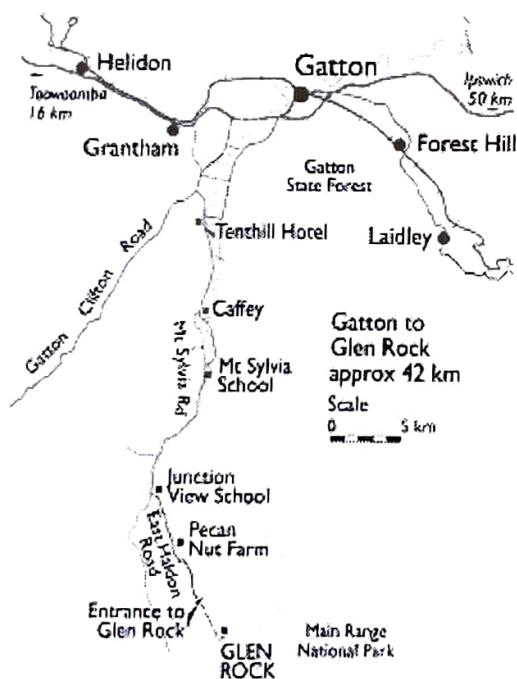 Helidon
Gatton
Toowoomba
16 km
Ipswich
50 km
Grantham
Forest Hill
Gatton
State Forest
Tenthill Hotel
Laidley
Gatton Clifton Road
Caffey
Mt Sylvia Rd
Mt Sylvia
School
Gatton to
Glen Rock
approx 42 km
Scale
0 5 km
Junction
View School
East Haldon
Road
Pecan
Nut Farm
Entrance to
Glen Rock
GLEN
ROCK
Main Range
National Park